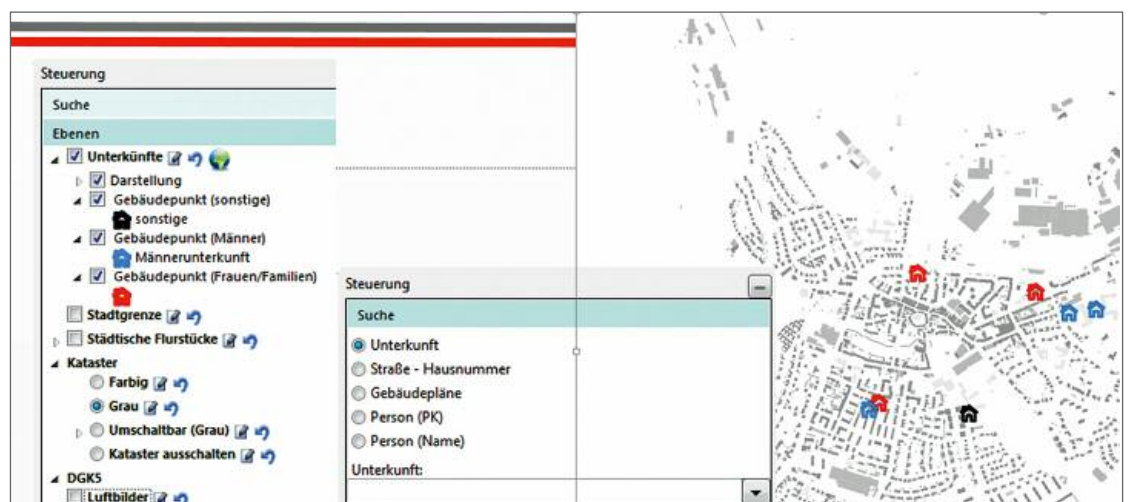 Steuerung
Suche
Ebenen
Unterkünfte
Darstellung
Gebäudepunkt (sonstige)
sonstige
Gebäudepunkt (Männer)
Männerunterkunft
Gebäudepunkt (Frauen/Familien)
Stadtgrenze
Städtische Flurstücke
Kataster
Farbig
Grau
Umschaltbar (Grau)
Kataster ausschalten
DGK5
Luftbilder
Steuerung
Suche
Unterkunft
Straße - Hausnummer
Gebäudepläne
Person (PK)
Person (Name)
Unterkunft: